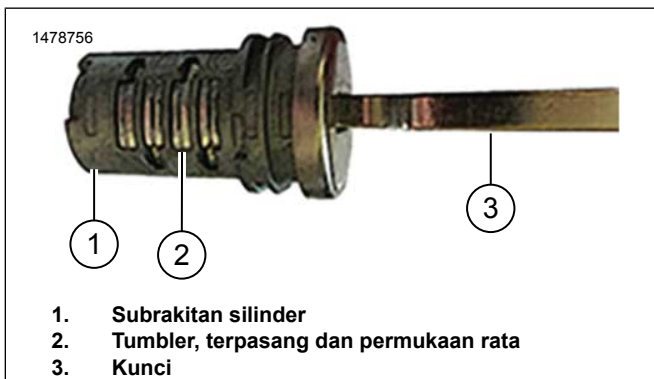 1478756
1
2
3
1. Subrakitan silinder
2. Tumbler, terpasang dan permukaan rata
3. Kunci